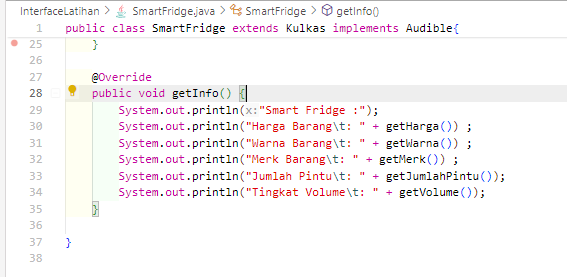 InterfaceLatihan > SmartFridge.java > SmartFridge > getInfo()
1 public class SmartFridge extends Kulkas implements Audible{
25 }
26
27 @Override
28 public void getInfo() {
29 System.out.println(x:"Smart Fridge :");
30 System.out.println("Harga Barang\t: " + getHarga()) ;
31 System.out.println("Warna Barang\t: " + getWarna()) ;
32 System.out.println("Merk Barang\t: " + getMerk()) ;
33 System.out.println("Jumlah Pintu\t: " + getJumlahPintu());
34 System.out.println("Tingkat Volume\t: " + getVolume());
35 }
36
37 }
38